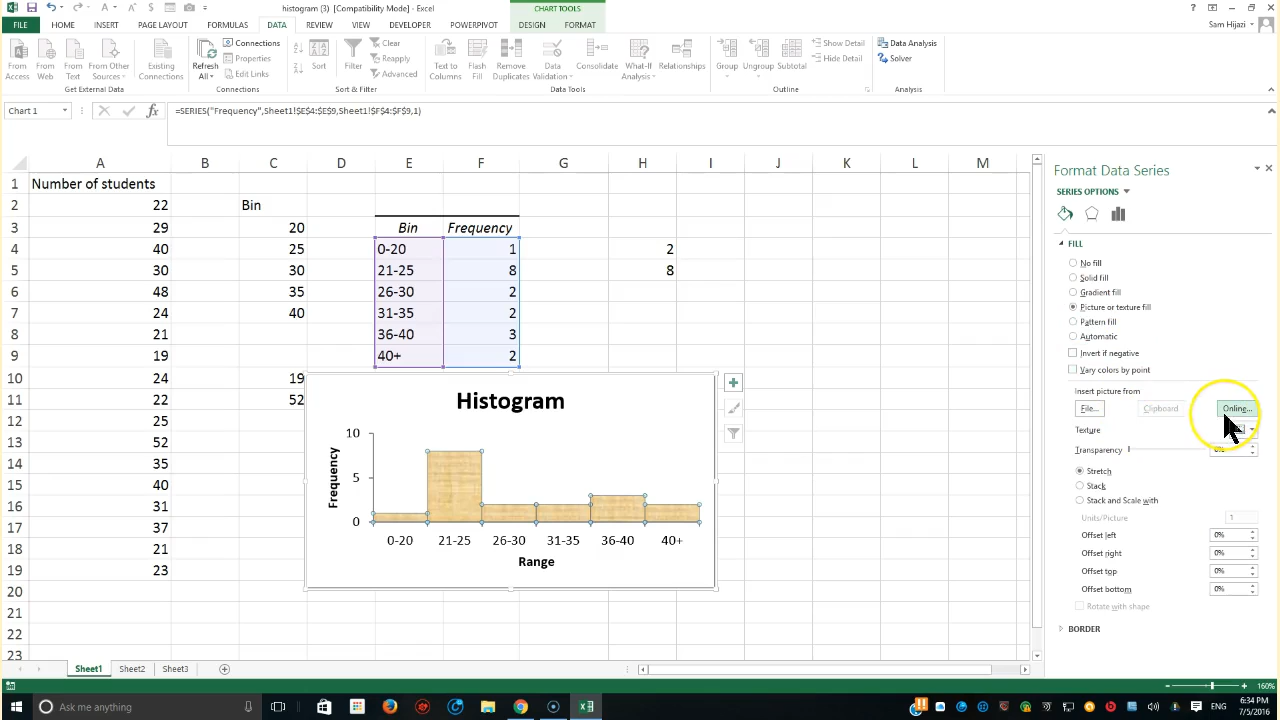 histogram (3) [Compatibility Mode] - Excel
CHART TOOLS
FILE HOME INSERT PAGE LAYOUT FORMULAS DATA REVIEW VIEW DEVELOPER POWERPIVOT DESIGN FORMAT
Sam Hijazi
From Access
From Web
From Text
From Other Sources
Existing Connections
Get External Data
Refresh All
Connections
Properties
Edit Links
Connections
Sort
Filter
Clear
Reapply
Advanced
Sort & Filter
Text to Columns
Flash Fill
Remove Duplicates
Data Validation
Consolidate
What-If Analysis
Relationships
Data Tools
Group
Ungroup
Subtotal
Show Detail
Hide Detail
Outline
Data Analysis
Solver
Analysis
Chart 1
fx
=SERIES("Frequency",Sheet1!$E$4:$E$9,Sheet1!$F$4:$F$9,1)
A B C D E F G H I J K L M
1 Number of students
2 22 Bin
3 29 20 Bin Frequency
4 40 25 0-20 1 2
5 30 30 21-25 8 8
6 48 35 26-30 2
7 24 40 31-35 2
8 21 36-40 3
9 19 40+ 2
10 24 19
11 22 52
12 25
13 52
14 35
15 40
16 31
17 37
18 21
19 23
20
21
22
23
Histogram
Frequency
10
5
0
0-20 21-25 26-30 31-35 36-40 40+
Range
Format Data Series
SERIES OPTIONS
FILL
No fill
Solid fill
Gradient fill
Picture or texture fill
Pattern fill
Automatic
Invert if negative
Vary colors by point
Insert picture from
File... Clipboard Online...
Texture
Transparency 0%
Stretch
Stack
Stack and Scale with
Units/Picture 1
Offset left 0%
Offset right 0%
Offset top 0%
Offset bottom 0%
Rotate with shape
BORDER
Sheet1 Sheet2 Sheet3
160%
Ask me anything
ENG
6:34 PM
7/5/2016